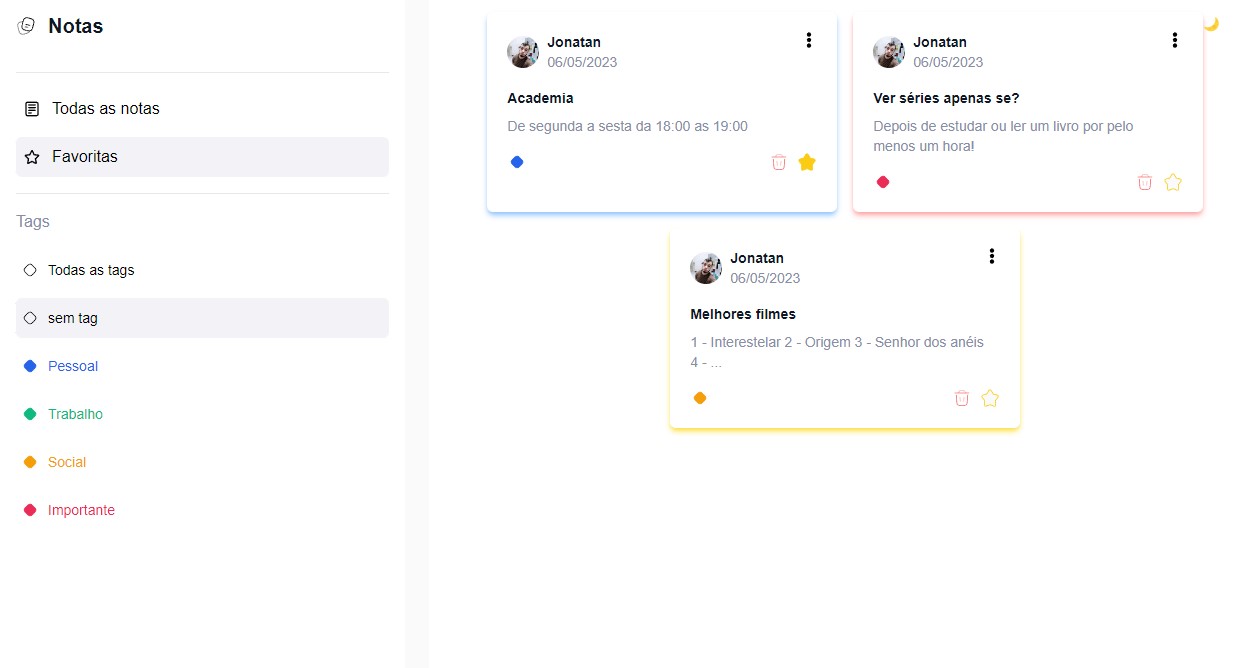 Notas
Todas as notas
Favoritas
Tags
Todas as tags
sem tag
Pessoal
Trabalho
Social
Importante
Jonatan
06/05/2023
Academia
De segunda a sesta da 18:00 as 19:00
Jonatan
06/05/2023
Ver séries apenas se?
Depois de estudar ou ler um livro por pelo
menos um hora!
Jonatan
06/05/2023
Melhores filmes
1 - Interestelar 2 - Origem 3 - Senhor dos anéis
4 - ...